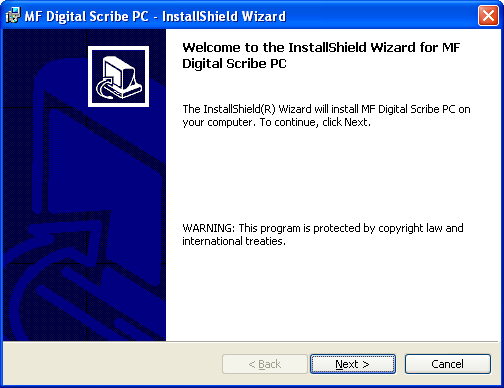 MF Digital Scribe PC - InstallShield Wizard
Welcome to the InstallShield Wizard for MF
Digital Scribe PC
The InstallShield(R) Wizard will install MF Digital Scribe PC on
your computer. To continue, click Next.
WARNING: This program is protected by copyright law and
international treaties.
< Back
Next >
Cancel